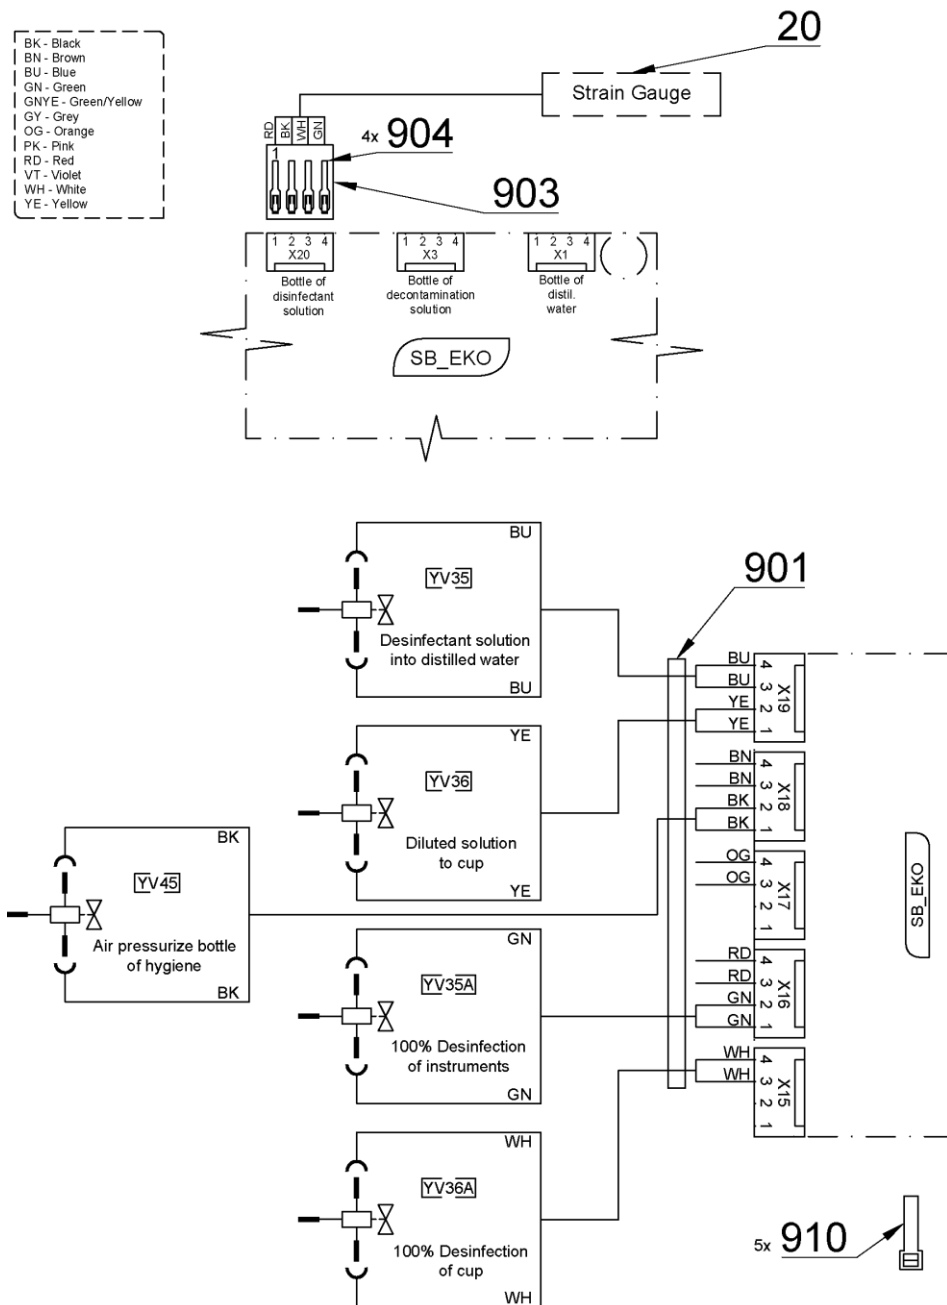 BK - Black
BN - Brown
BU - Blue
GN - Green
GNYE - Green/Yellow
GY - Grey
OG - Orange
PK - Pink
RD - Red
VT - Violet
WH - White
YE - Yellow
20
Strain Gauge
RD BK WH GN
1
4x 904
903
1 2 3 4
X20
Bottle of
disinfectant
solution
1 2 3 4
X3
Bottle of
decontamination
solution
1 2 3 4
X1
Bottle of
distil.
water
SB_EKO
BU
YV35
Desinfectant solution
into distilled water
BU
901
YE
YV36
Diluted solution
to cup
YE
BK
YV45
Air pressurize bottle
of hygiene
BK
GN
YV35A
100% Desinfection
of instruments
GN
WH
YV36A
100% Desinfection
of cup
WH
BU 4
BU 3
YE 2
YE 1
X19
BN 4
BN 3
BK 2
BK 1
X18
OG 4
OG 3
2
1
X17
RD 4
RD 3
GN 2
GN 1
X16
WH 4
WH 3
2
1
X15
SB_EKO
5x 910